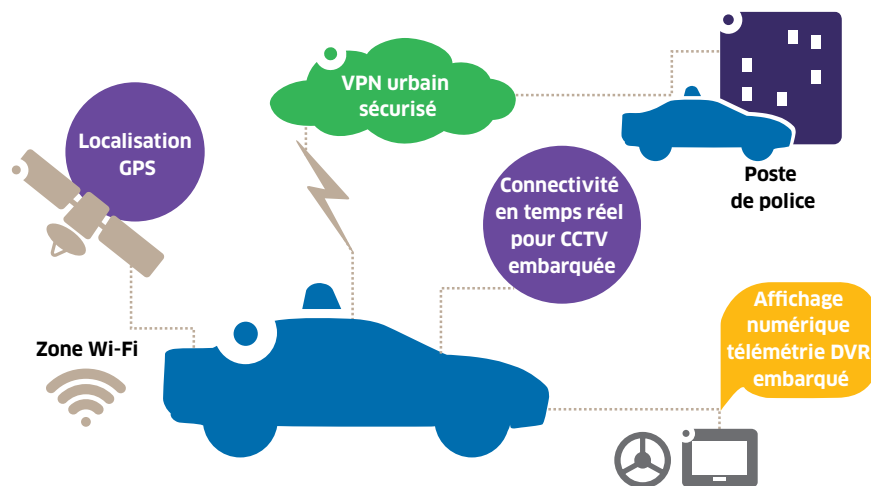 VPN urbain
sécurisé
Localisation
GPS
Connectivité
en temps réel
pour CCTV
embarquée
Poste
de police
Zone Wi-Fi
Affichage
numérique
télémétrie DVR
embarqué